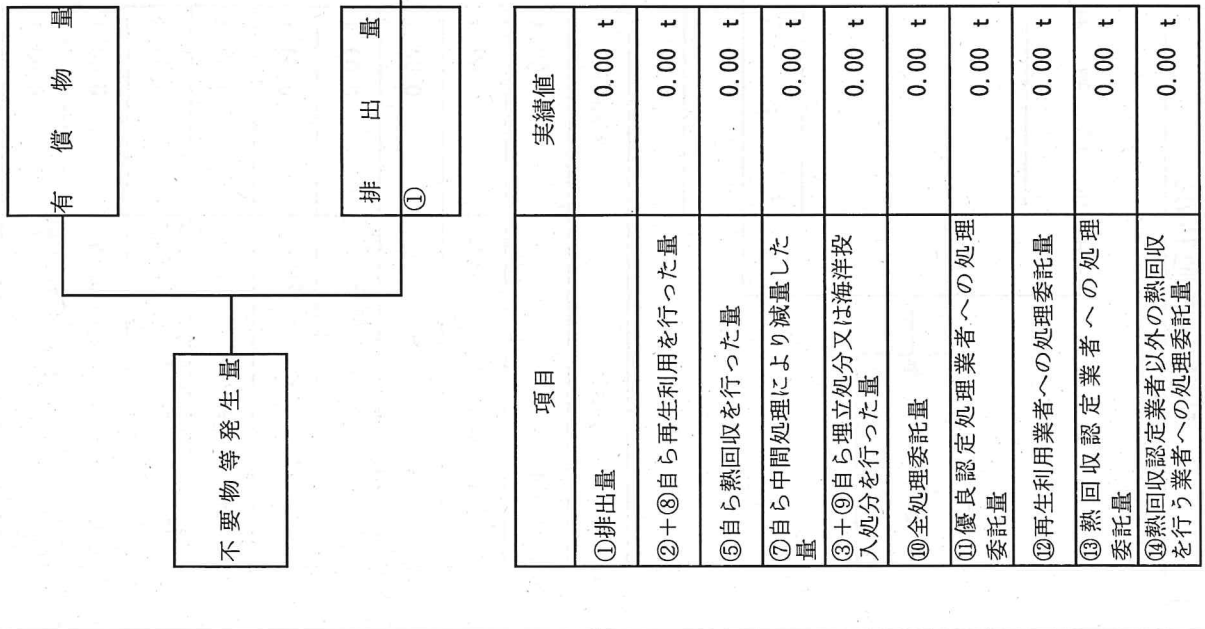 有償物量
不要物等発生量
排出量
①
項目
実績値
①排出量
0.00 t
②+⑧自ら再生利用を行った量
0.00 t
⑤自ら熱回収を行った量
0.00 t
⑦自ら中間処理により減量した
量
0.00 t
③+⑨自ら埋立処分又は海洋投
入処分を行った量
0.00 t
⑩全処理委託量
0.00 t
⑪優良認定処理業者への処理
委託量
0.00 t
⑫再生利用業者への処理委託量
0.00 t
⑬熱回収認定業者への処理
委託量
0.00 t
⑭熱回収認定業者以外の熱回収
を行う業者への処理委託量
0.00 t